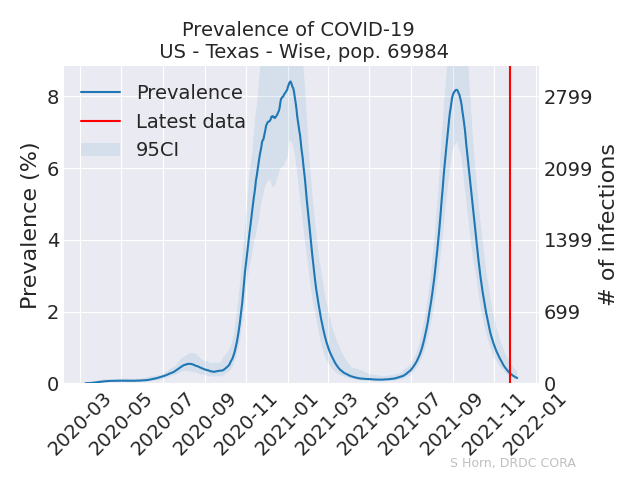 Prevalence of COVID-19
US - Texas - Wise, pop. 69984
Prevalence (%)
8
6
4
2
0
Prevalence
Latest data
95CI
2799
2099
1399
699
0
# of infections
2020-03
2020-05
2020-07
2020-09
2020-11
2021-01
2021-03
2021-05
2021-07
2021-09
2021-11
2022-01
S Horn, DRDC CORA